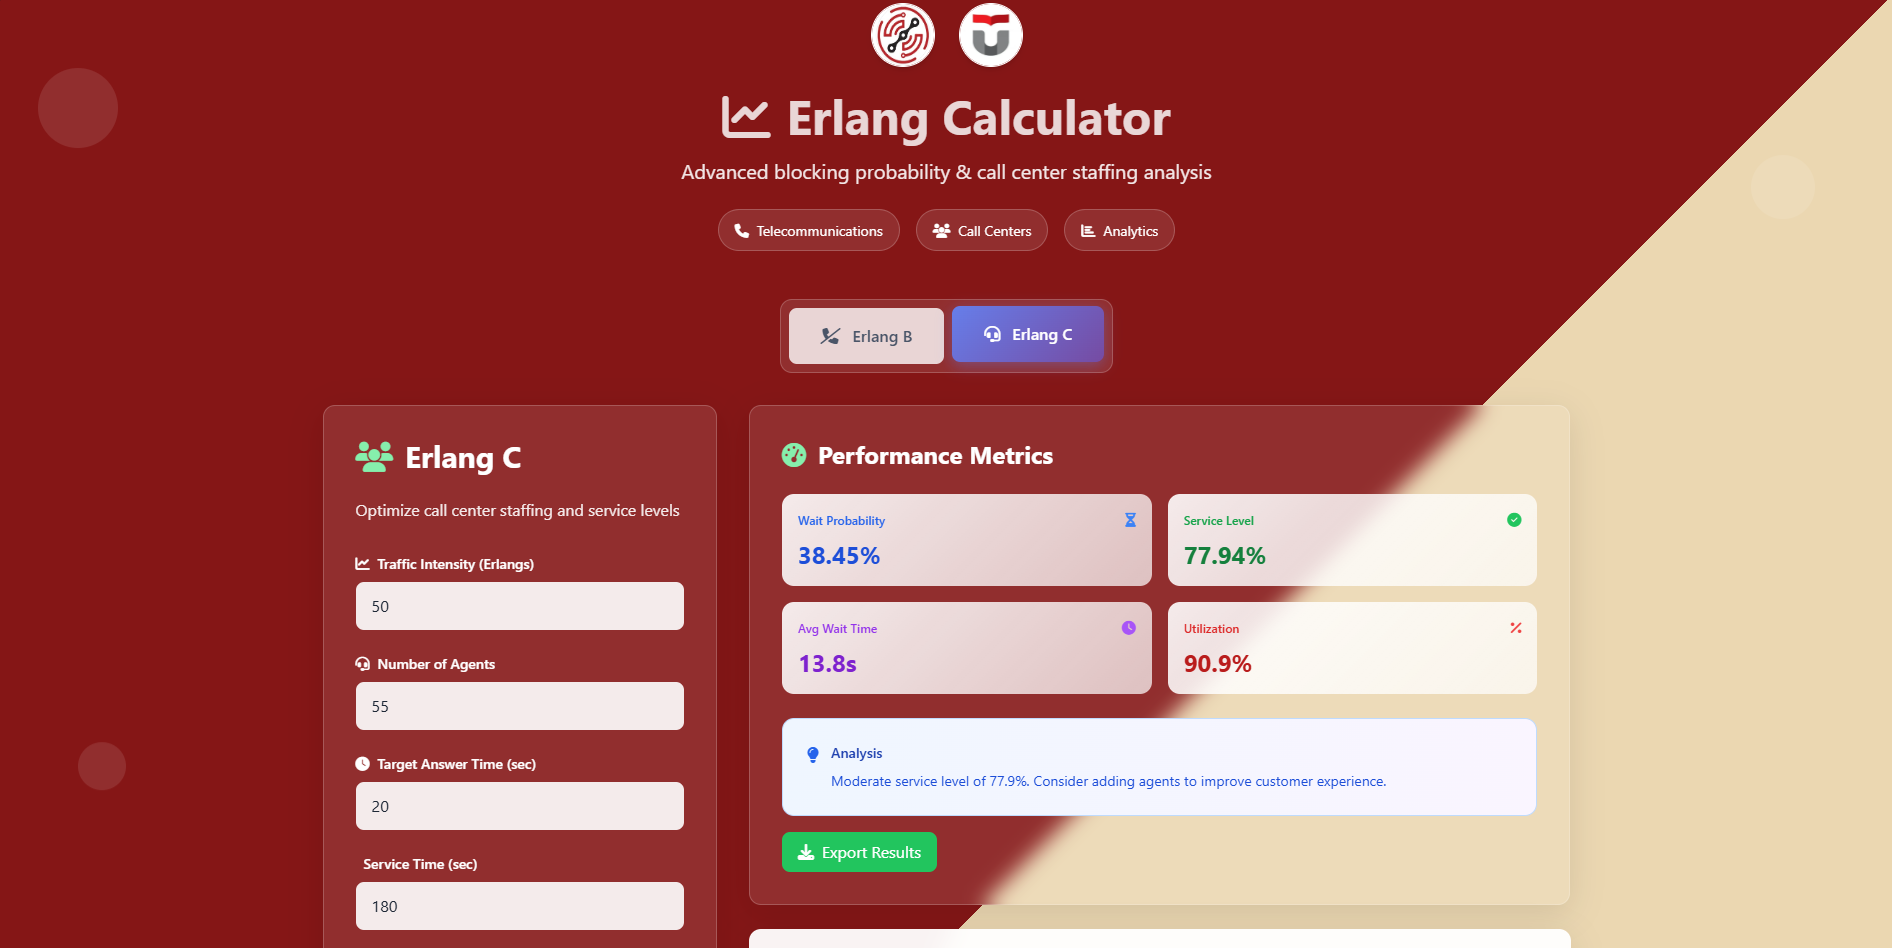 Erlang Calculator
Advanced blocking probability & call center staffing analysis
Telecommunications
Call Centers
Analytics
Erlang B
Erlang C
Erlang C
Optimize call center staffing and service levels
Traffic Intensity (Erlangs)
50
Number of Agents
55
Target Answer Time (sec)
20
Service Time (sec)
180
Performance Metrics
Wait Probability
38.45%
Service Level
77.94%
Avg Wait Time
13.8s
Utilization
90.9%
Analysis
Moderate service level of 77.9%. Consider adding agents to improve customer experience.
Export Results